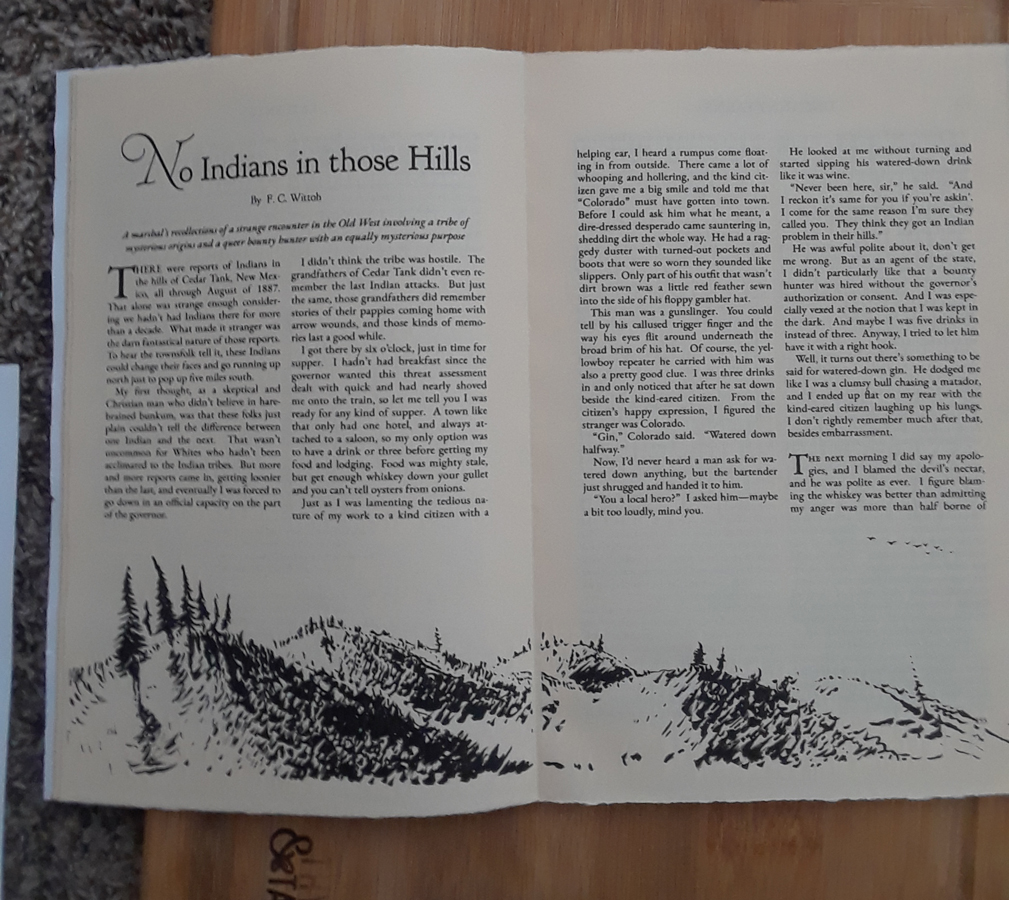 No Indians in those Hills
By F. C. Wittoh
A marshal's recollections of a strange encounter in the Old West involving a tribe of
mysterious origins and a queer bounty hunter with an equally mysterious purpose
THERE were reports of Indians in
the hills of Cedar Tank, New Mex-
ico, all through August of 1887.
That alone was strange enough consider-
ing we hadn't had Indians there for more
than a decade. What made it stranger was
the darn fantastical nature of those reports.
To hear the townfolk tell it, these Indians
could change their faces and go running up
north just to pop up five miles south.
My first thought, as a skeptical and
Christian man who didn't believe in hare-
brained bunkum, was that these folks just
plain couldn't tell the difference between
one Indian and the next. That wasn't
uncommon for Whites who hadn't been
acclimated to the Indian tribes. But more
and more reports came in, getting loonier
than the last, and eventually I was forced to
go down in an official capacity on the part
of the governor.
I didn't think the tribe was hostile. The
grandfathers of Cedar Tank didn't even re-
member the last Indian attacks. But just
the same, those grandfathers did remember
stories of their pappies coming home with
arrow wounds, and those kinds of memo-
ries last a good while.
I got there by six o'clock, just in time for
supper. I hadn't had breakfast since the
governor wanted this threat assessment
dealt with quick and had nearly shoved
me onto the train, so let me tell you I was
ready for any kind of supper. A town like
that only had one hotel, and always at-
tached to a saloon, so my only option was
to have a drink or three before getting my
food and lodging. Food was mighty stale,
but get enough whiskey down your gullet
and you can't tell oysters from onions.
Just as I was lamenting the tedious na-
ture of my work to a kind citizen with a
helping ear, I heard a rumpus come float-
ing in from outside. There came a lot of
whooping and hollering, and the kind cit-
izen gave me a big smile and told me that
“Colorado” must have gotten into town.
Before I could ask him what he meant, a
dire-dressed desperado came sauntering in,
shedding dirt the whole way. He had a rag-
gedy duster with turned-out pockets and
boots that were so worn they sounded like
slippers. Only part of his outfit that wasn't
dirt brown was a little red feather sewn
into the side of his floppy gambler hat.
This man was a gunslinger. You could
tell by his callused trigger finger and the
way his eyes flit around underneath the
broad brim of his hat. Of course, the yel-
lowboy repeater he carried with him was
also a pretty good clue. I was three drinks
in and only noticed that after he sat down
beside the kind-eared citizen. From the
citizen's happy expression, I figured the
stranger was Colorado.
“Gin,” Colorado said. “Watered down
halfway.”
Now, I'd never heard a man ask for wa-
tered down anything, but the bartender
just shrugged and handed it to him.
“You a local hero?” I asked him—maybe
a bit too loudly, mind you.
He looked at me without turning and
started sipping his watered-down drink
like it was wine.
“Never been here, sir,” he said. “And
I reckon it's same for you if you're askin'.
I come for the same reason I'm sure they
called you. They think they got an Indian
problem in their hills.”
He was awful polite about it, don't get
me wrong. But as an agent of the state,
I didn't particularly like that a bounty
hunter was hired without the governor's
authorization or consent. And I was espe-
cially vexed at the notion that I was kept in
the dark. And maybe I was five drinks in
instead of three. Anyway, I tried to let him
have it with a right hook.
Well, it turns out there's something to be
said for watered-down gin. He dodged me
like I was a clumsy bull chasing a matador,
and I ended up flat on my rear with the
kind-eared citizen laughing up his lungs.
I don't rightly remember much after that,
besides embarrassment.
THE next morning I did say my apolo-
gies, and I blamed the devil's nectar,
and he was polite as ever. I figure blam-
ing the whiskey was better than admitting
my anger was more than half borne of